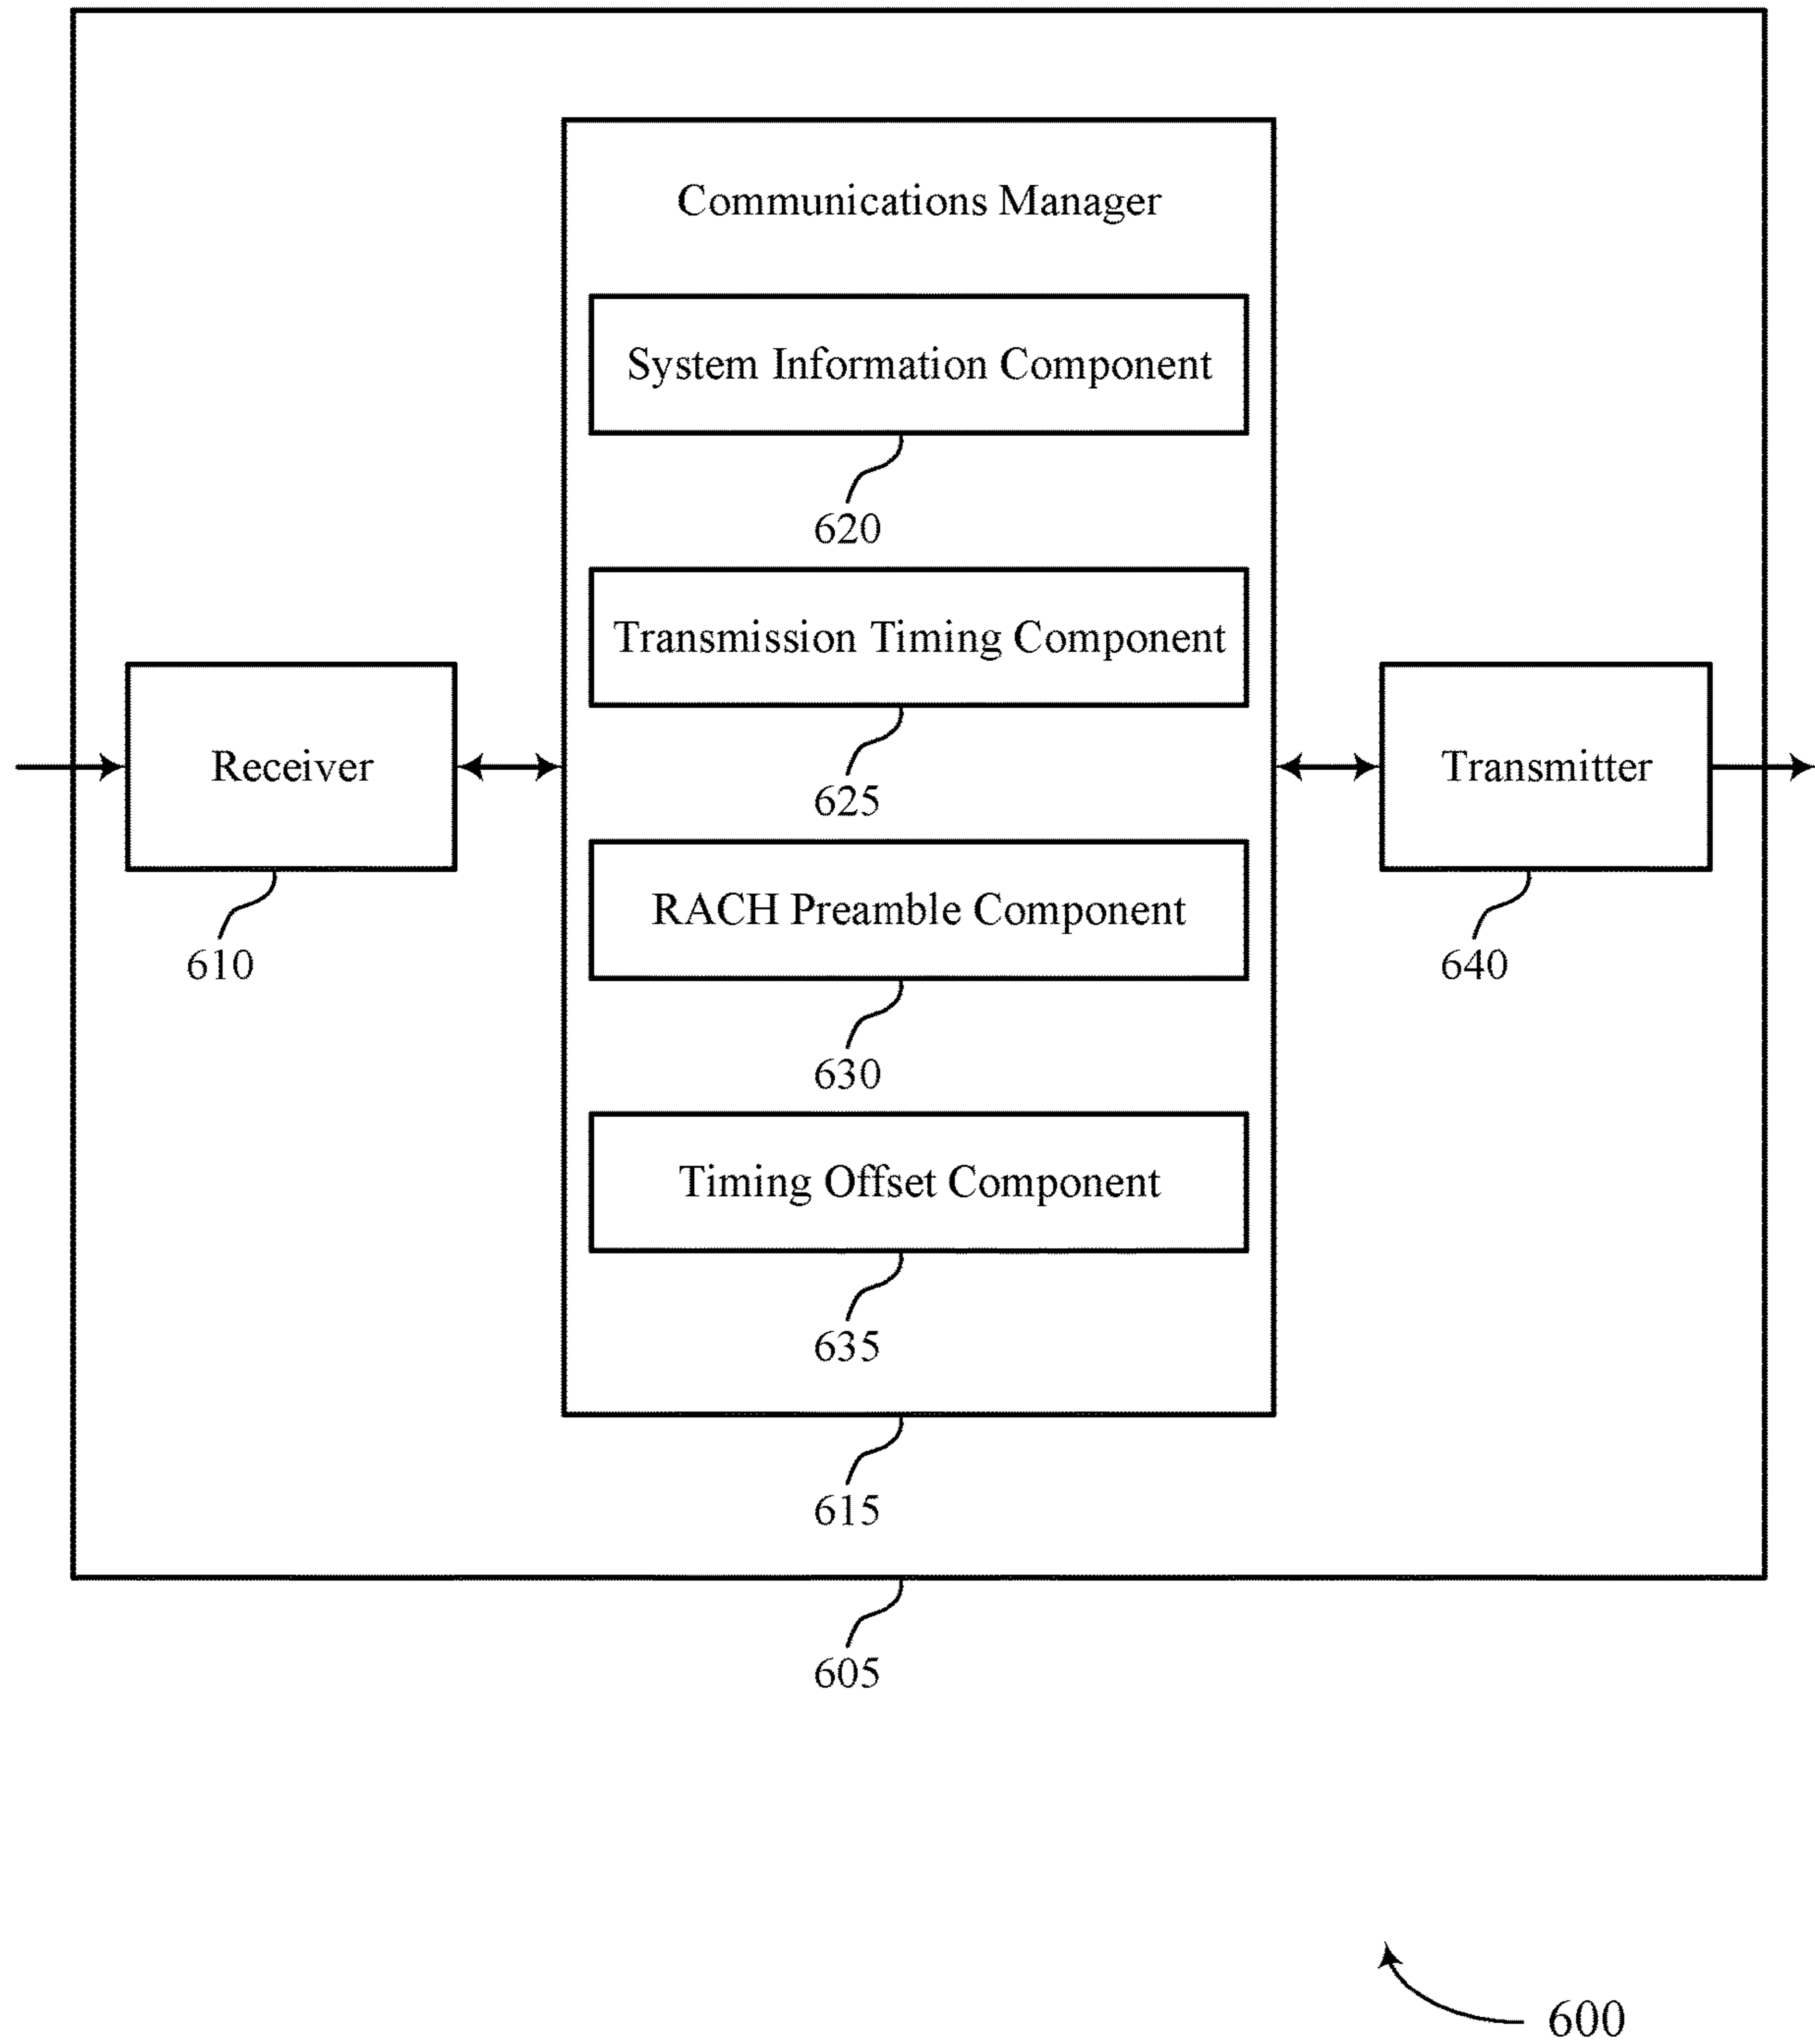 Communications Manager
System Information Component
620
Transmission Timing Component
625
Receiver
610
RACH Preamble Component
630
Transmitter
640
Timing Offset Component
635
615
605
600